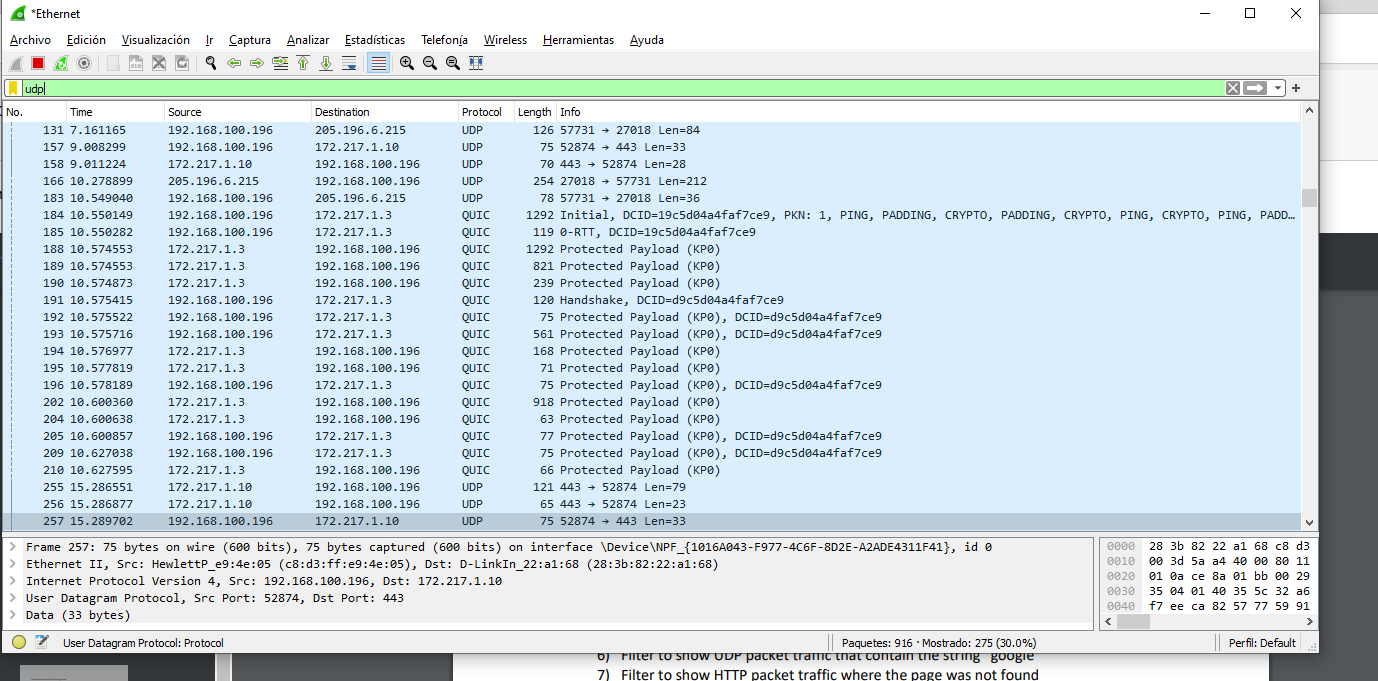 *Ethernet
Archivo Edición Visualización Ir Captura Analizar Estadísticas Telefonía Wireless Herramientas Ayuda
udp
No. Time Source Destination Protocol Length Info
131 7.161165 192.168.100.196 205.196.6.215 UDP 126 57731 → 27018 Len=84
157 9.008299 192.168.100.196 172.217.1.10 UDP 75 52874 → 443 Len=33
158 9.011224 172.217.1.10 192.168.100.196 UDP 70 443 → 52874 Len=28
166 10.278899 205.196.6.215 192.168.100.196 UDP 254 27018 → 57731 Len=212
183 10.549040 192.168.100.196 205.196.6.215 UDP 78 57731 → 27018 Len=36
184 10.550149 192.168.100.196 172.217.1.3 QUIC 1292 Initial, DCID=19c5d04a4faf7ce9, PKN: 1, PING, PADDING, CRYPTO, PADDING, CRYPTO, PING, CRYPTO, PING, PADD…
185 10.550282 192.168.100.196 172.217.1.3 QUIC 119 0-RTT, DCID=19c5d04a4faf7ce9
188 10.574553 172.217.1.3 192.168.100.196 QUIC 1292 Protected Payload (KP0)
189 10.574553 172.217.1.3 192.168.100.196 QUIC 821 Protected Payload (KP0)
190 10.574873 172.217.1.3 192.168.100.196 QUIC 239 Protected Payload (KP0)
191 10.575415 192.168.100.196 172.217.1.3 QUIC 120 Handshake, DCID=d9c5d04a4faf7ce9
192 10.575522 192.168.100.196 172.217.1.3 QUIC 75 Protected Payload (KP0), DCID=d9c5d04a4faf7ce9
193 10.575716 192.168.100.196 172.217.1.3 QUIC 561 Protected Payload (KP0), DCID=d9c5d04a4faf7ce9
194 10.576977 172.217.1.3 192.168.100.196 QUIC 168 Protected Payload (KP0)
195 10.577819 172.217.1.3 192.168.100.196 QUIC 71 Protected Payload (KP0)
196 10.578189 192.168.100.196 172.217.1.3 QUIC 75 Protected Payload (KP0), DCID=d9c5d04a4faf7ce9
202 10.600360 172.217.1.3 192.168.100.196 QUIC 918 Protected Payload (KP0)
204 10.600638 172.217.1.3 192.168.100.196 QUIC 63 Protected Payload (KP0)
205 10.600857 192.168.100.196 172.217.1.3 QUIC 77 Protected Payload (KP0), DCID=d9c5d04a4faf7ce9
209 10.627038 192.168.100.196 172.217.1.3 QUIC 75 Protected Payload (KP0), DCID=d9c5d04a4faf7ce9
210 10.627595 172.217.1.3 192.168.100.196 QUIC 66 Protected Payload (KP0)
255 15.286551 172.217.1.10 192.168.100.196 UDP 121 443 → 52874 Len=79
256 15.286877 172.217.1.10 192.168.100.196 UDP 65 443 → 52874 Len=23
257 15.289702 192.168.100.196 172.217.1.10 UDP 75 52874 → 443 Len=33
Frame 257: 75 bytes on wire (600 bits), 75 bytes captured (600 bits) on interface \Device\NPF_{1016A043-F977-4C6F-8D2E-A2ADE4311F41}, id 0
Ethernet II, Src: HewlettP_e9:4e:05 (c8:d3:ff:e9:4e:05), Dst: D-LinkIn_22:a1:68 (28:3b:82:22:a1:68)
Internet Protocol Version 4, Src: 192.168.100.196, Dst: 172.217.1.10
User Datagram Protocol, Src Port: 52874, Dst Port: 443
Data (33 bytes)
0000 28 3b 82 22 a1 68 c8 d3
0010 00 3d 5a a4 40 00 80 11
0020 01 0a ce 8a 01 bb 00 29
0030 35 04 01 40 35 5c 32 a6
0040 f7 ee ca 82 57 77 59 91
User Datagram Protocol: Protocol
Paquetes: 916 · Mostrado: 275 (30.0%)
Perfil: Default
6) Filter to show UDP packet traffic that contain the string "google"
7) Filter to show HTTP packet traffic where the page was not found